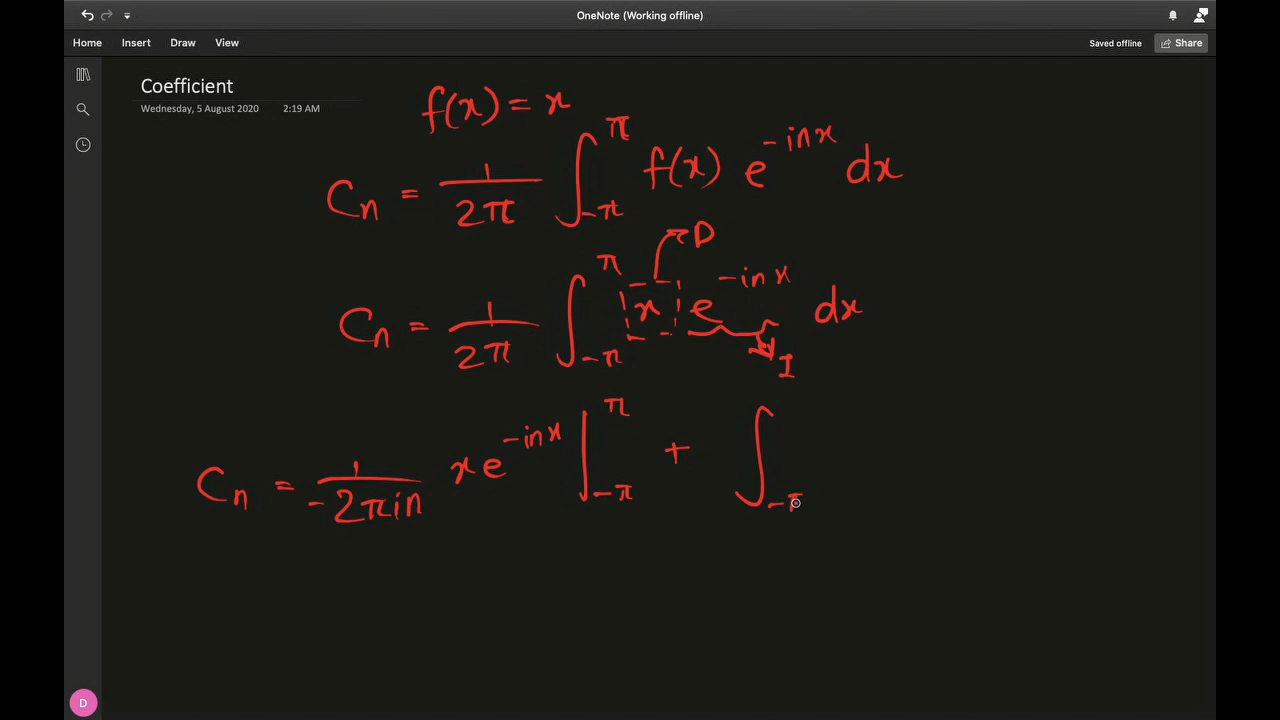 OneNote (Working offline)
Home Insert Draw View
Saved offline Share
Coefficient
Wednesday, 5 August 2020 2:19 AM
f(x) = x
Cn = 1/2π ∫_{-π}^{π} f(x) e^{-inx} dx
D
Cn = 1/2π ∫_{-π}^{π} x e^{-inx} dx
I
Cn = 1/-2πin x e^{-inx} |_{-π}^{π} + ∫_{-π}
D